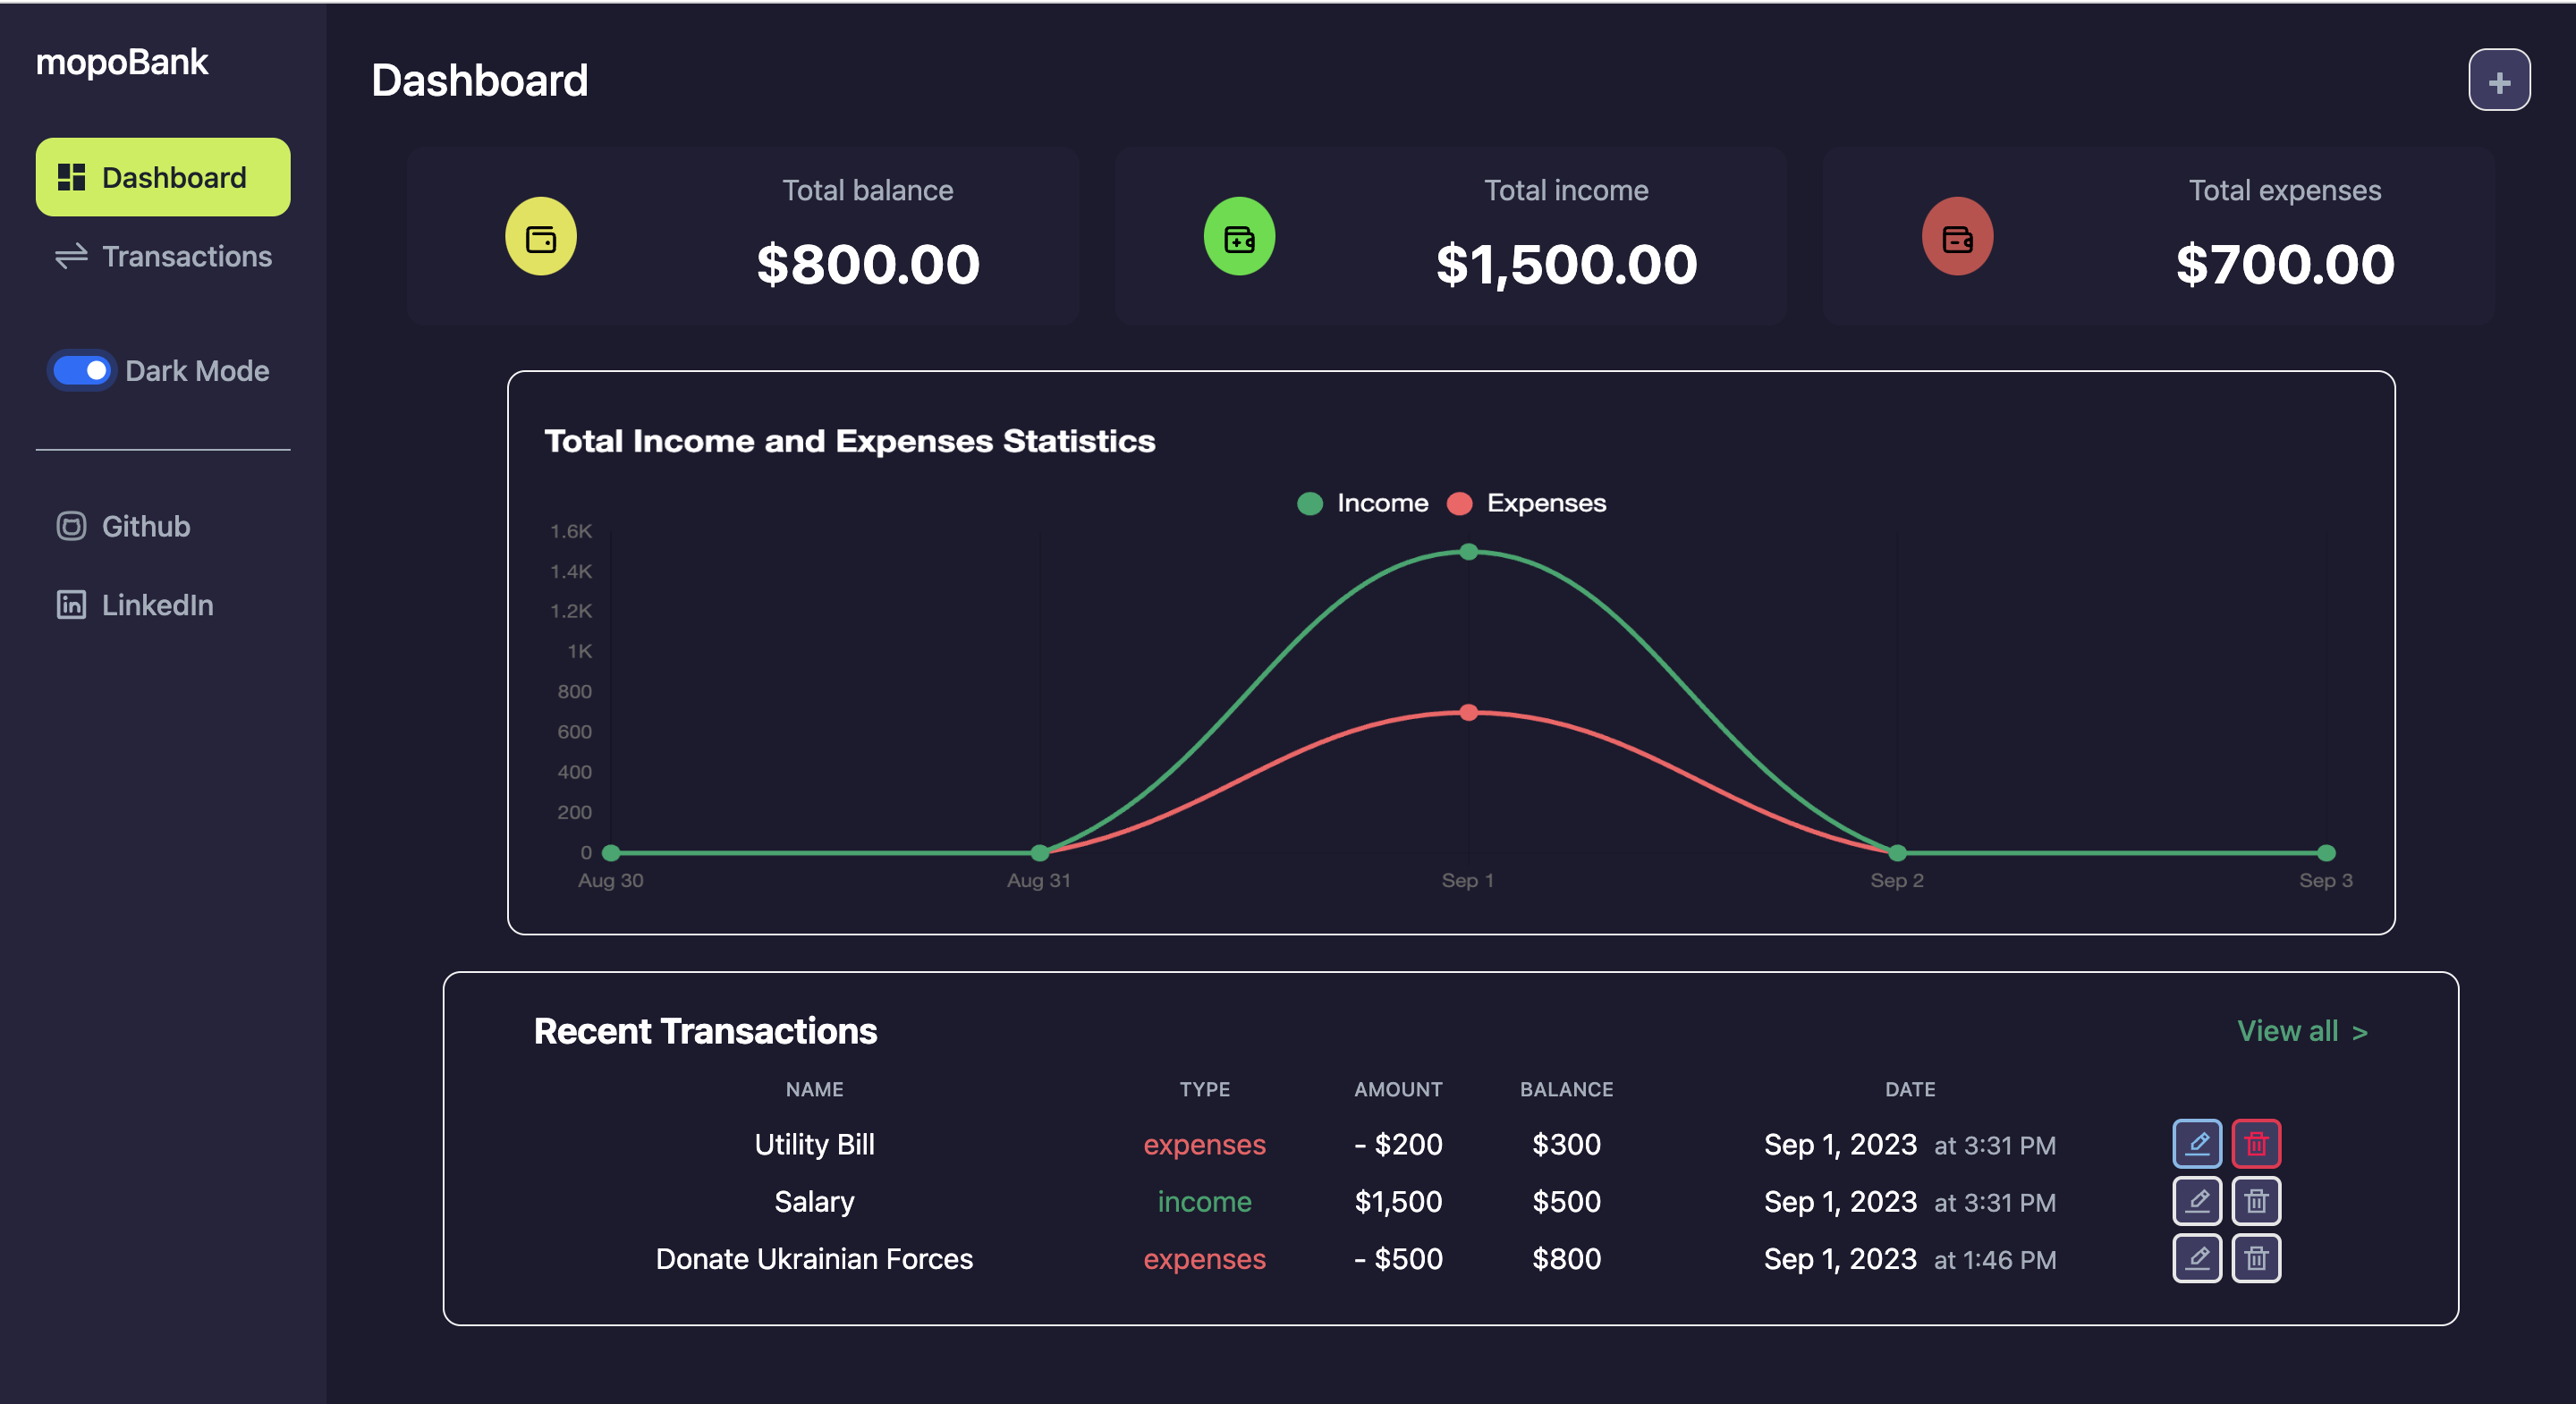 mopoBank
Dashboard
Transactions
Dark Mode
Github
LinkedIn
Dashboard
+
Total balance
$800.00
Total income
$1,500.00
Total expenses
$700.00
Total Income and Expenses Statistics
Income Expenses
1.6K
1.4K
1.2K
1K
800
600
400
200
0
Aug 30 Aug 31 Sep 1 Sep 2 Sep 3
Recent Transactions View all >
NAME TYPE AMOUNT BALANCE DATE
Utility Bill expenses - $200 $300 Sep 1, 2023 at 3:31 PM
Salary income $1,500 $500 Sep 1, 2023 at 3:31 PM
Donate Ukrainian Forces expenses - $500 $800 Sep 1, 2023 at 1:46 PM